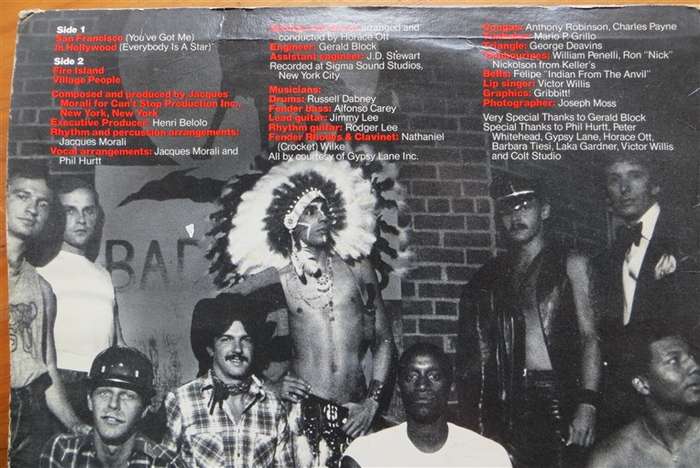 Side 1
San Francisco (You've Got Me)
In Hollywood (Everybody Is A Star)
Side 2
Fire Island
Village People
Composed and produced by Jacques
Morali for Can't Stop Production Inc.,
New York, New York
Executive Producer: Henri Belolo
Rhythm and percussion arrangements:
Jacques Morali
Vocal arrangements: Jacques Morali and
Phil Hurtt
arranged and
conducted by Horace Ott
Engineer: Gerald Block
Assistant engineer: J.D. Stewart
Recorded at Sigma Sound Studios,
New York City
Musicians:
Drums: Russell Dabney
Fender bass: Alfonso Carey
Lead guitar: Jimmy Lee
Rhythm guitar: Rodger Lee
Fender Rhodes & Clavinet: Nathaniel
(Crocket) Wilke
All by courtesy of Gypsy Lane Inc.
Congas: Anthony Robinson, Charles Payne
Mario P. Grillo
Triangle: George Deavins
Tambourines: William Penelli, Ron "Nick"
Nickolson from Keller's
Bells: Felipe "Indian From The Anvil"
Lip singer: Victor Willis
Graphics: Gribbitt!
Photographer: Joseph Moss
Very Special Thanks to Gerald Block
Special Thanks to Phil Hurtt, Peter
Whitehead, Gypsy Lane, Horace Ott,
Barbara Tiesi, Laka Gardner, Victor Willis
and Colt Studio
BAD